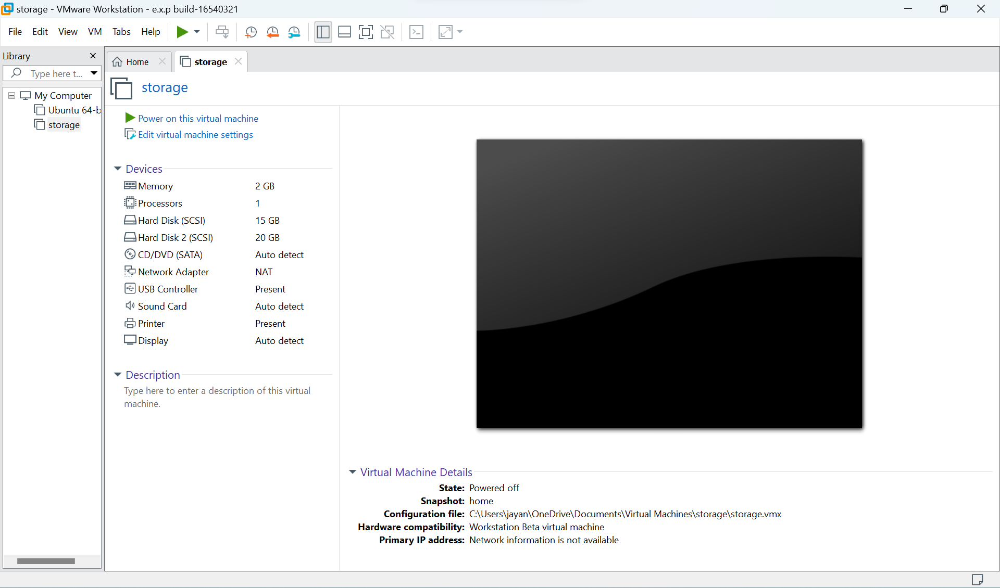 storage - VMware Workstation - e.x.p build-16540321
File Edit View VM Tabs Help
Library
Type here t...
My Computer
Ubuntu 64-b
storage
Home
storage
storage
Power on this virtual machine
Edit virtual machine settings
Devices
Memory 2 GB
Processors 1
Hard Disk (SCSI) 15 GB
Hard Disk 2 (SCSI) 20 GB
CD/DVD (SATA) Auto detect
Network Adapter NAT
USB Controller Present
Sound Card Auto detect
Printer Present
Display Auto detect
Description
Type here to enter a description of this virtual
machine.
Virtual Machine Details
State: Powered off
Snapshot: home
Configuration file: C:\Users\jayan\OneDrive\Documents\Virtual Machines\storage\storage.vmx
Hardware compatibility: Workstation Beta virtual machine
Primary IP address: Network information is not available